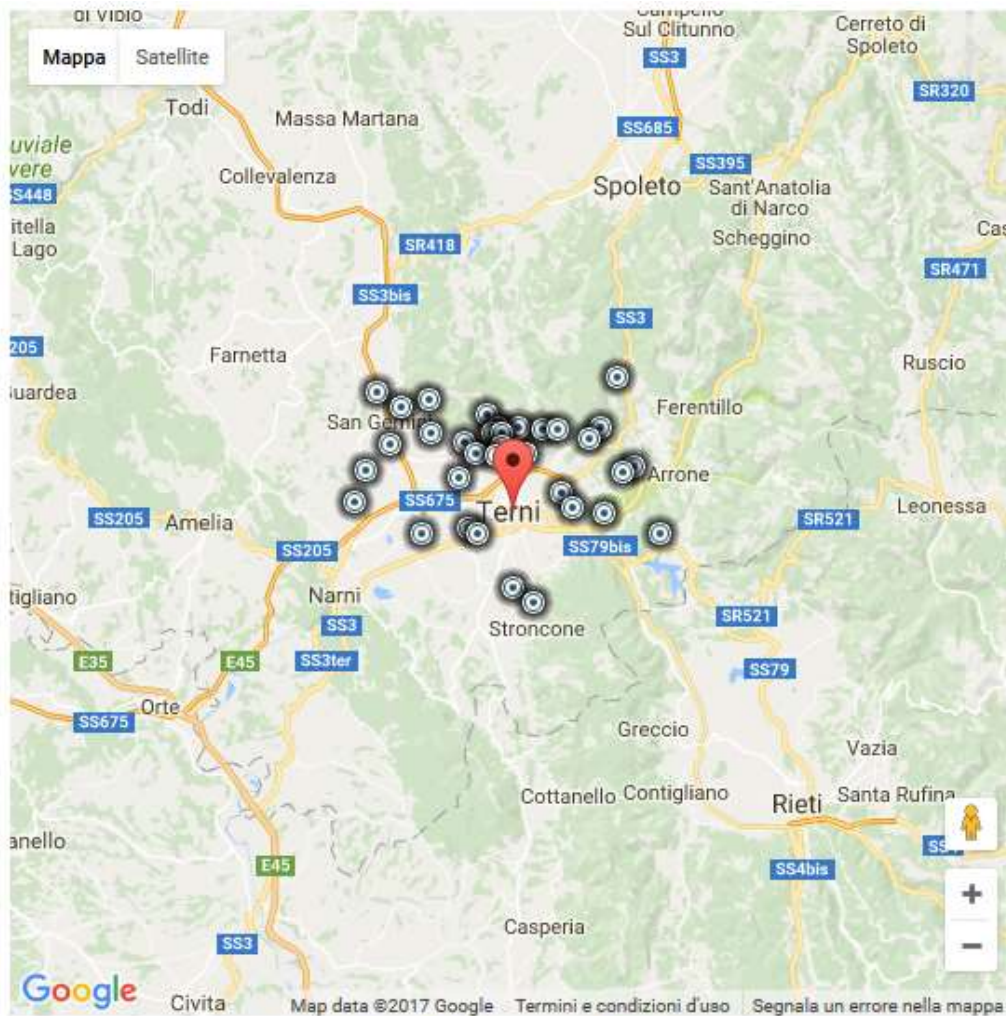 di Vibio
Campello
Sul Clitunno
Cerreto di
Spoleto
Mappa
Satellite
SS3
SR320
Todi
Massa Martana
SS685
uviale
vere
SS395
SS448
Collevalenza
Spoleto
Sant'Anatolia
di Narco
itella
Lago
SR418
Scheggino
Cas
SR471
SS3bis
SS3
205
Farnetta
Ruscio
Guardea
Ferentillo
San Gemini
Arrone
SS675
Terni
Leonessa
SS205
Amelia
SR521
SS205
SS79bis
tigliano
Narni
SS3
Stroncone
SR521
E35
E45
SS3ter
SS79
Orte
SS675
Greccio
Vazia
Cottanello
Contigliano
Rieti
Santa Rufina
anello
E45
SS4bis
+
Casperia
SS3
−
Google
Civita
Map data ©2017 Google
Termini e condizioni d'uso
Segnala un errore nella mappa